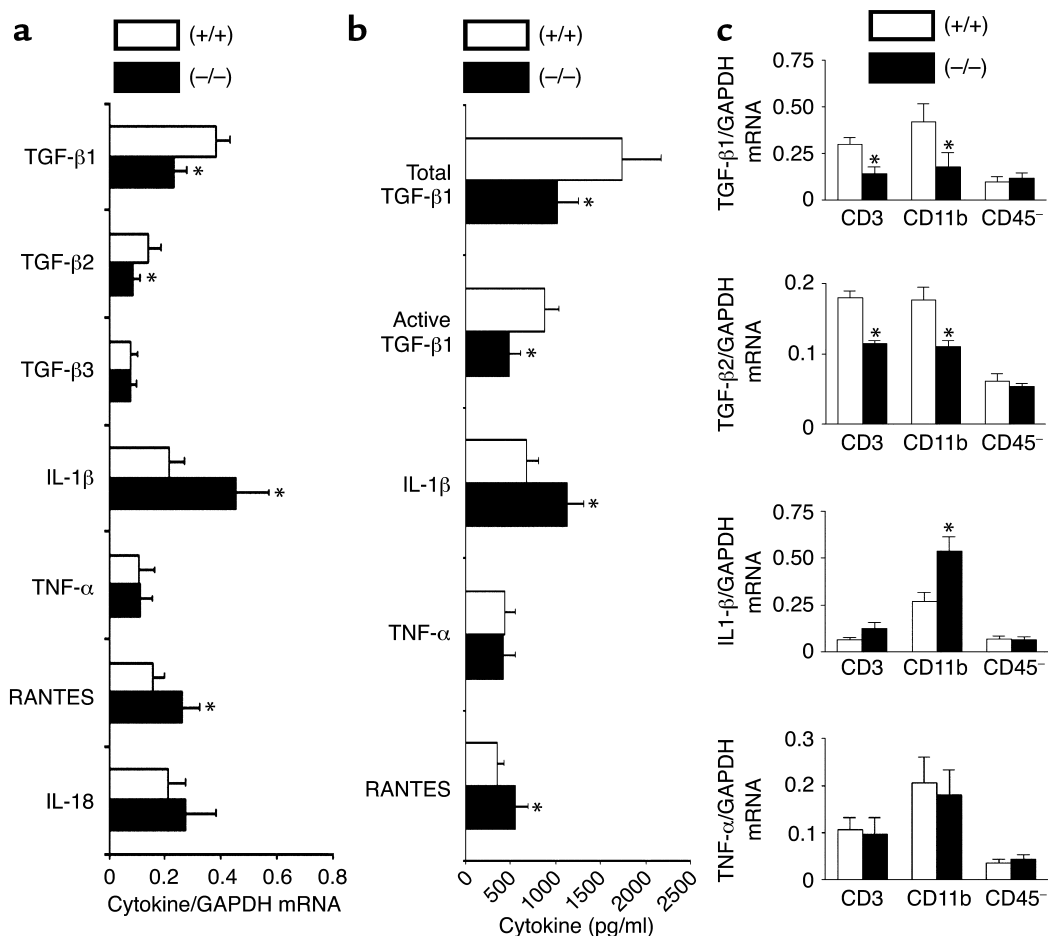 a
(+/+)
(–/–)
TGF-β1
*
TGF-β2
*
TGF-β3
IL-1β
*
TNF-α
RANTES
*
IL-18
0 0.2 0.4 0.6 0.8
Cytokine/GAPDH mRNA
b
(+/+)
(–/–)
Total
TGF-β1
*
Active
TGF-β1
*
IL-1β
*
TNF-α
RANTES
*
0 500 1000 1500 2000 2500
Cytokine (pg/ml)
c
(+/+)
(–/–)
TGF-β1/GAPDH
mRNA
0.75
0.50
0.25
0
* *
CD3 CD11b CD45⁻
TGF-β2/GAPDH
mRNA
0.2
0.1
0
* *
CD3 CD11b CD45⁻
IL1-β/GAPDH
mRNA
0.75
0.50
0.25
0
*
CD3 CD11b CD45⁻
TNF-α/GAPDH
mRNA
0.3
0.2
0.1
0
CD3 CD11b CD45⁻